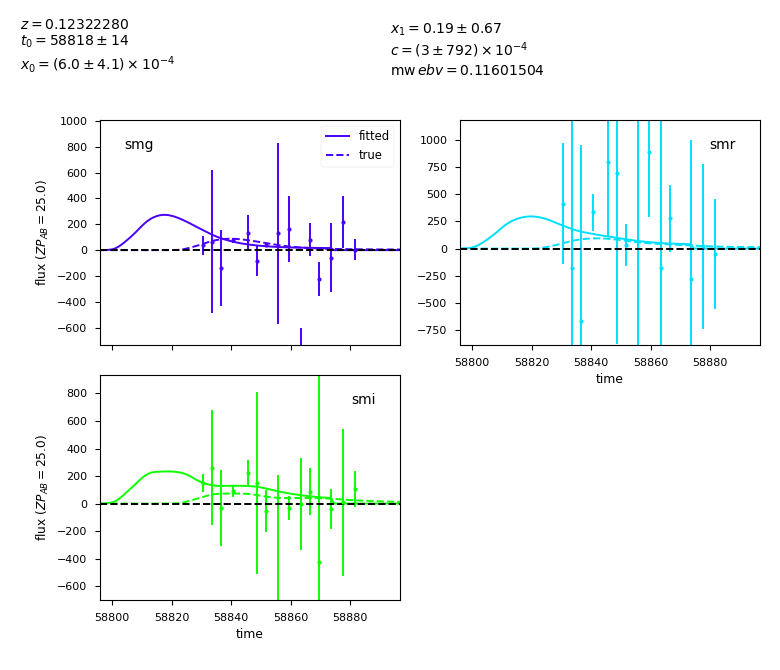 z = 0.12322280
t₀ = 58818 ± 14
x₀ = (6.0 ± 4.1) × 10⁻⁴
x₁ = 0.19 ± 0.67
c = (3 ± 792) × 10⁻⁴
mw ebv = 0.11601504
1000
800
600
400
200
0
−200
−400
−600
flux (ZP_AB = 25.0)
smg
fitted
true
1000
750
500
250
0
−250
−500
−750
smr
58800 58820 58840 58860 58880
time
800
600
400
200
0
−200
−400
−600
flux (ZP_AB = 25.0)
smi
58800 58820 58840 58860 58880
time